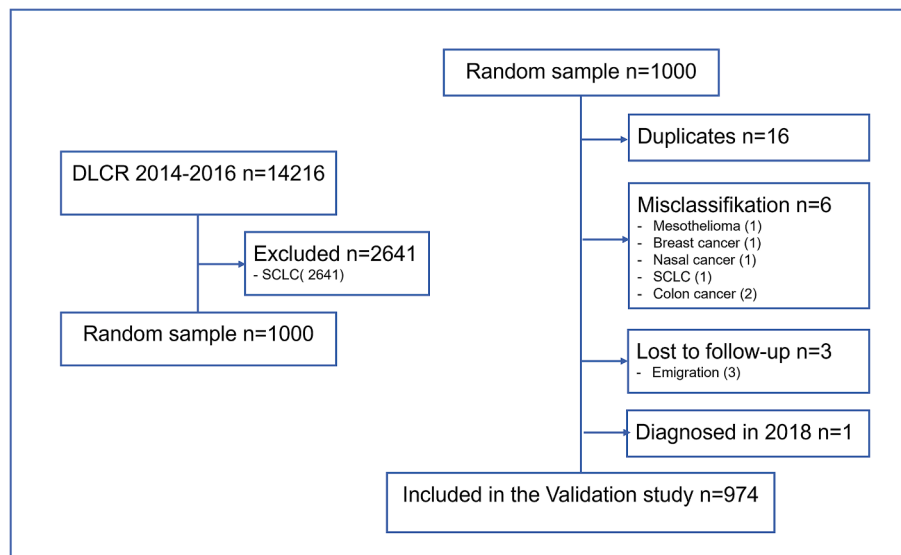 DLCR 2014-2016 n=14216
Excluded n=2641
- SCLC( 2641)
Random sample n=1000
Random sample n=1000
Duplicates n=16
Misclassifikation n=6
- Mesothelioma (1)
- Breast cancer (1)
- Nasal cancer (1)
- SCLC (1)
- Colon cancer (2)
Lost to follow-up n=3
- Emigration (3)
Diagnosed in 2018 n=1
Included in the Validation study n=974